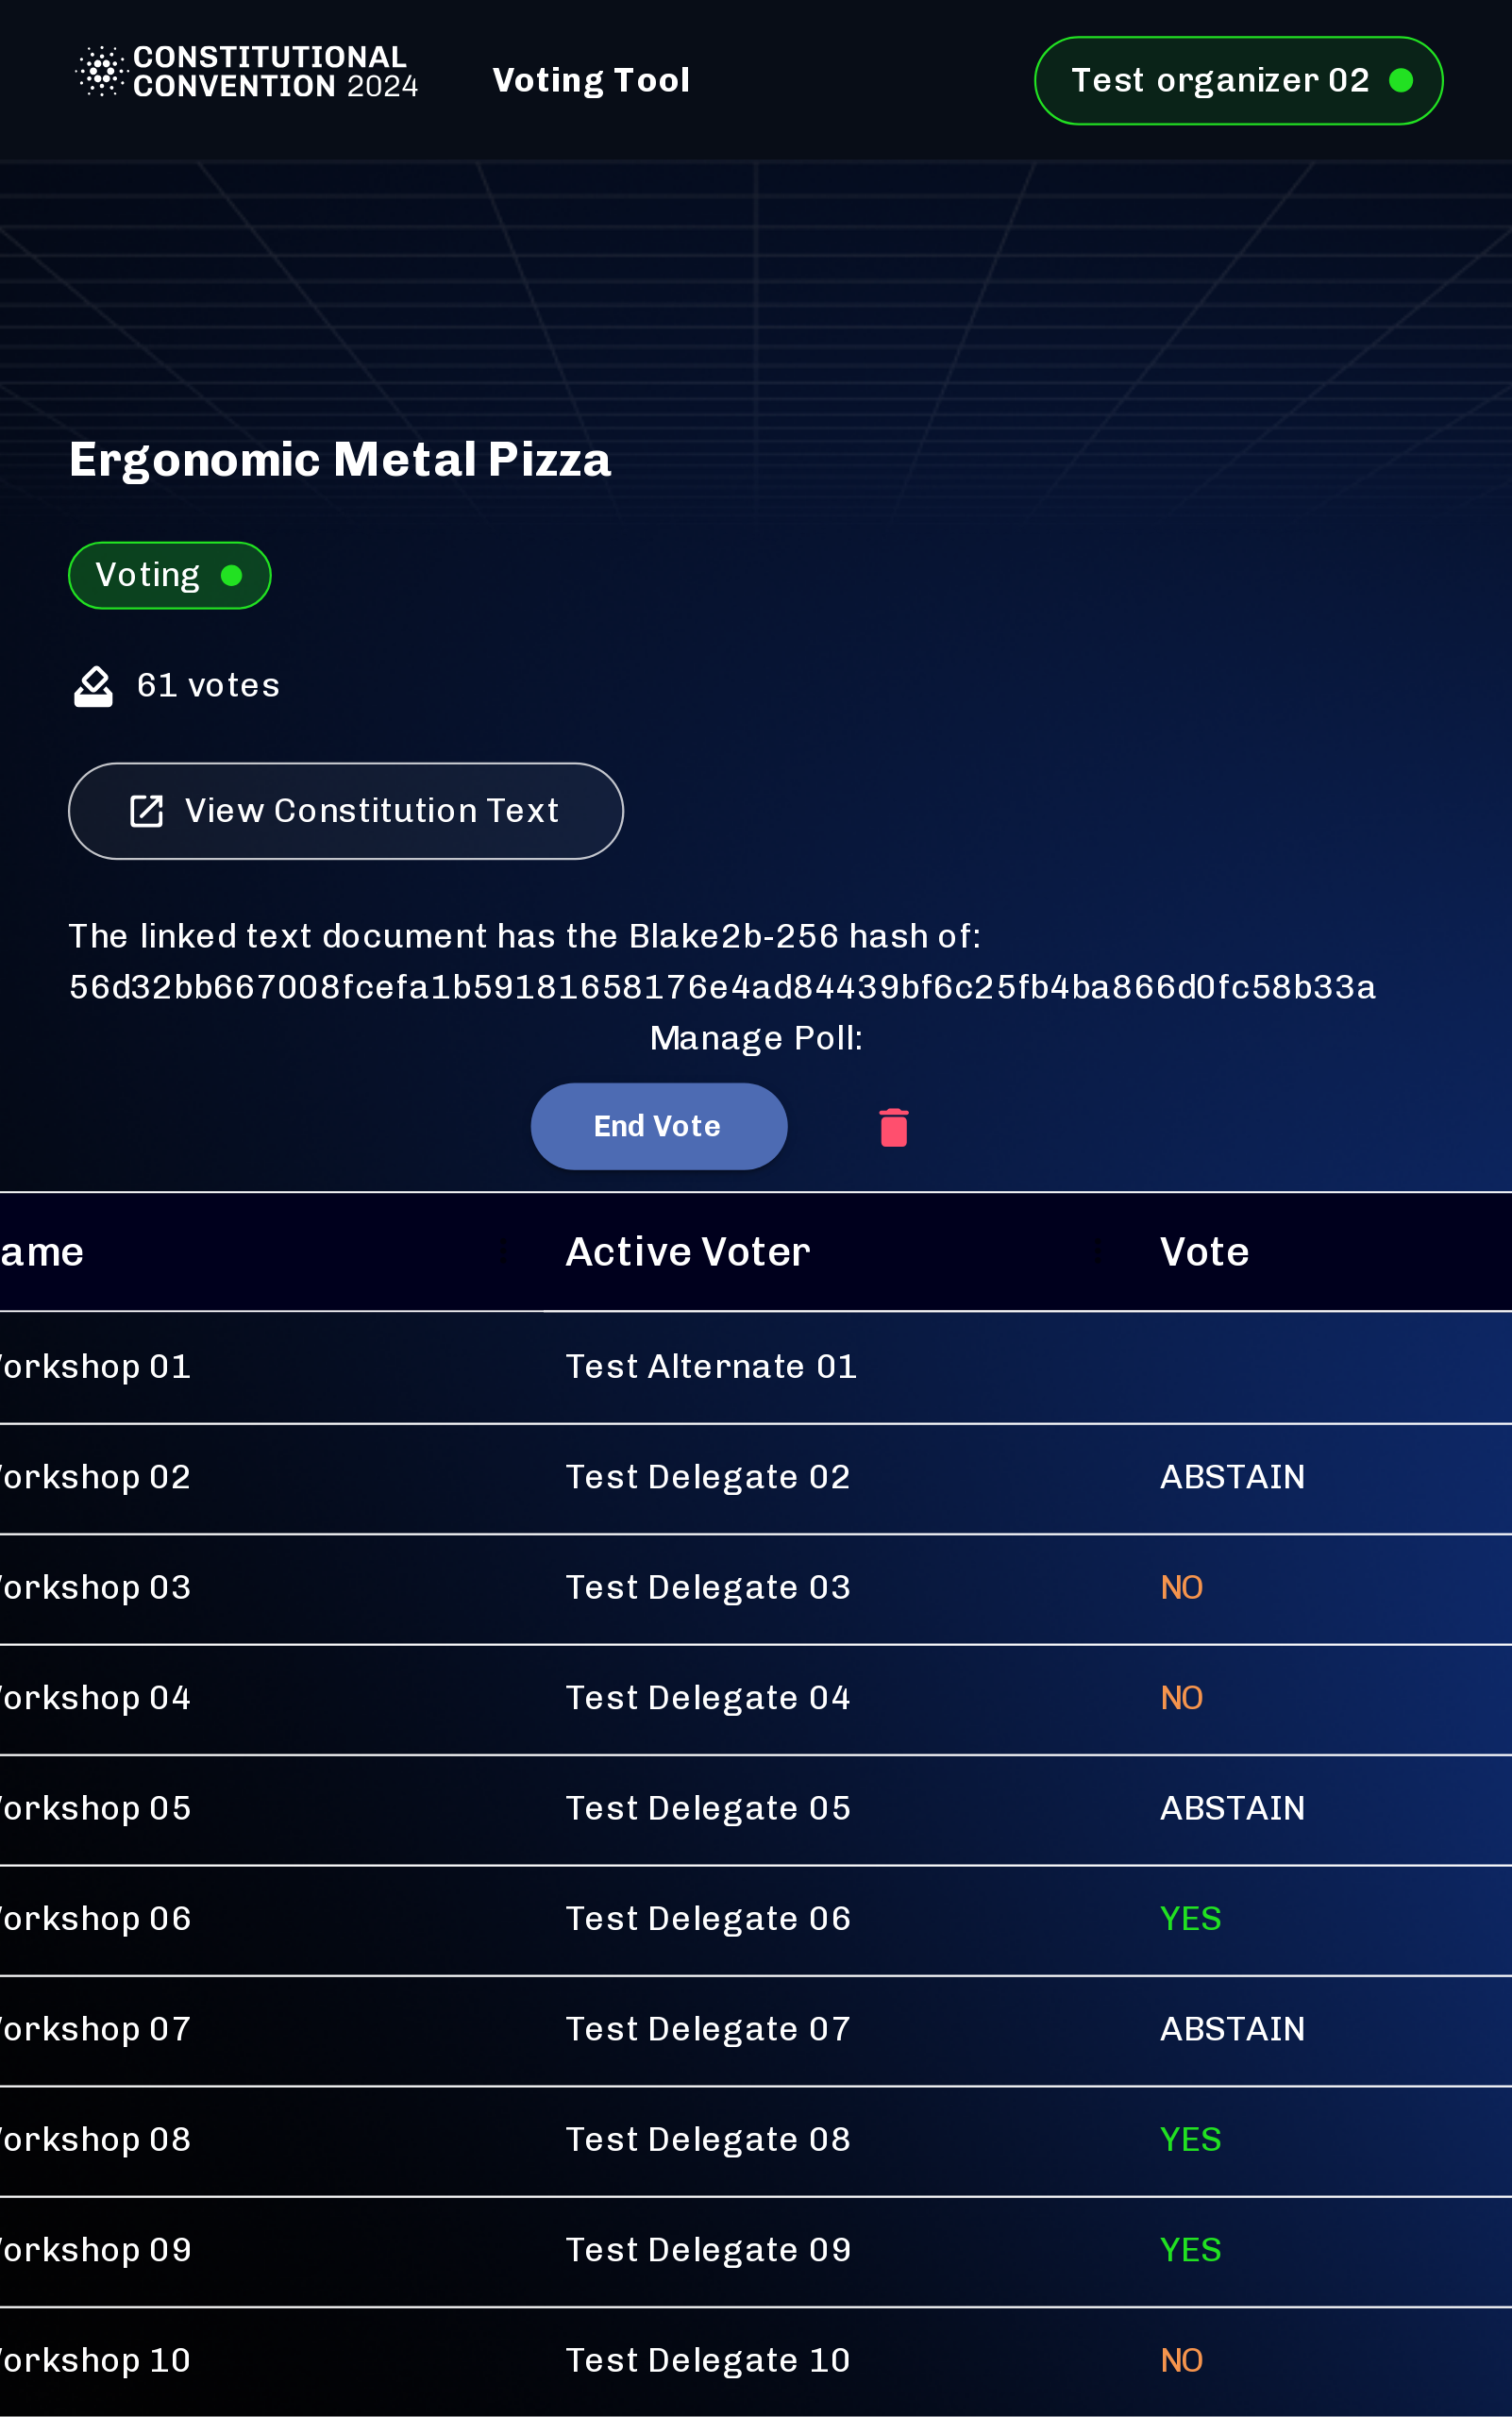 CONSTITUTIONAL
CONVENTION 2024
Voting Tool
Test organizer 02
Ergonomic Metal Pizza
Voting
61 votes
View Constitution Text
The linked text document has the Blake2b-256 hash of:
56d32bb667008fcefa1b59181658176e4ad84439bf6c25fb4ba866d0fc58b33a
Manage Poll:
End Vote
ame Active Voter Vote
orkshop 01 Test Alternate 01
orkshop 02 Test Delegate 02 ABSTAIN
orkshop 03 Test Delegate 03 NO
orkshop 04 Test Delegate 04 NO
orkshop 05 Test Delegate 05 ABSTAIN
orkshop 06 Test Delegate 06 YES
orkshop 07 Test Delegate 07 ABSTAIN
orkshop 08 Test Delegate 08 YES
orkshop 09 Test Delegate 09 YES
orkshop 10 Test Delegate 10 NO